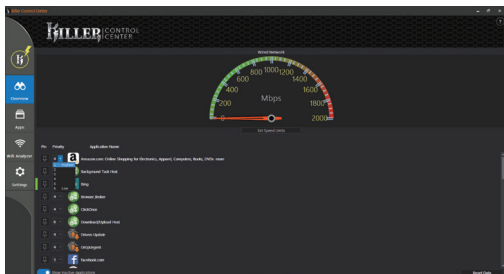 Killer Control Center
KILLER CONTROL CENTER
Wired Network
0 200 400 600 800 1000 1200 1400 1600 1800 2000
Mbps
Set Speed Limits
Overview
Apps
WiFi Analyzer
Settings
Pin Priority Application Name
Amazon.com: Online Shopping for Electronics, Apparel, Computers, Books, DVDs more
Background Task Host
Bing
Browser_Broker
ClickOnce
Download/Upload Host
Drivers Update
Facebook.com
Show Inactive Applications
Reset Data